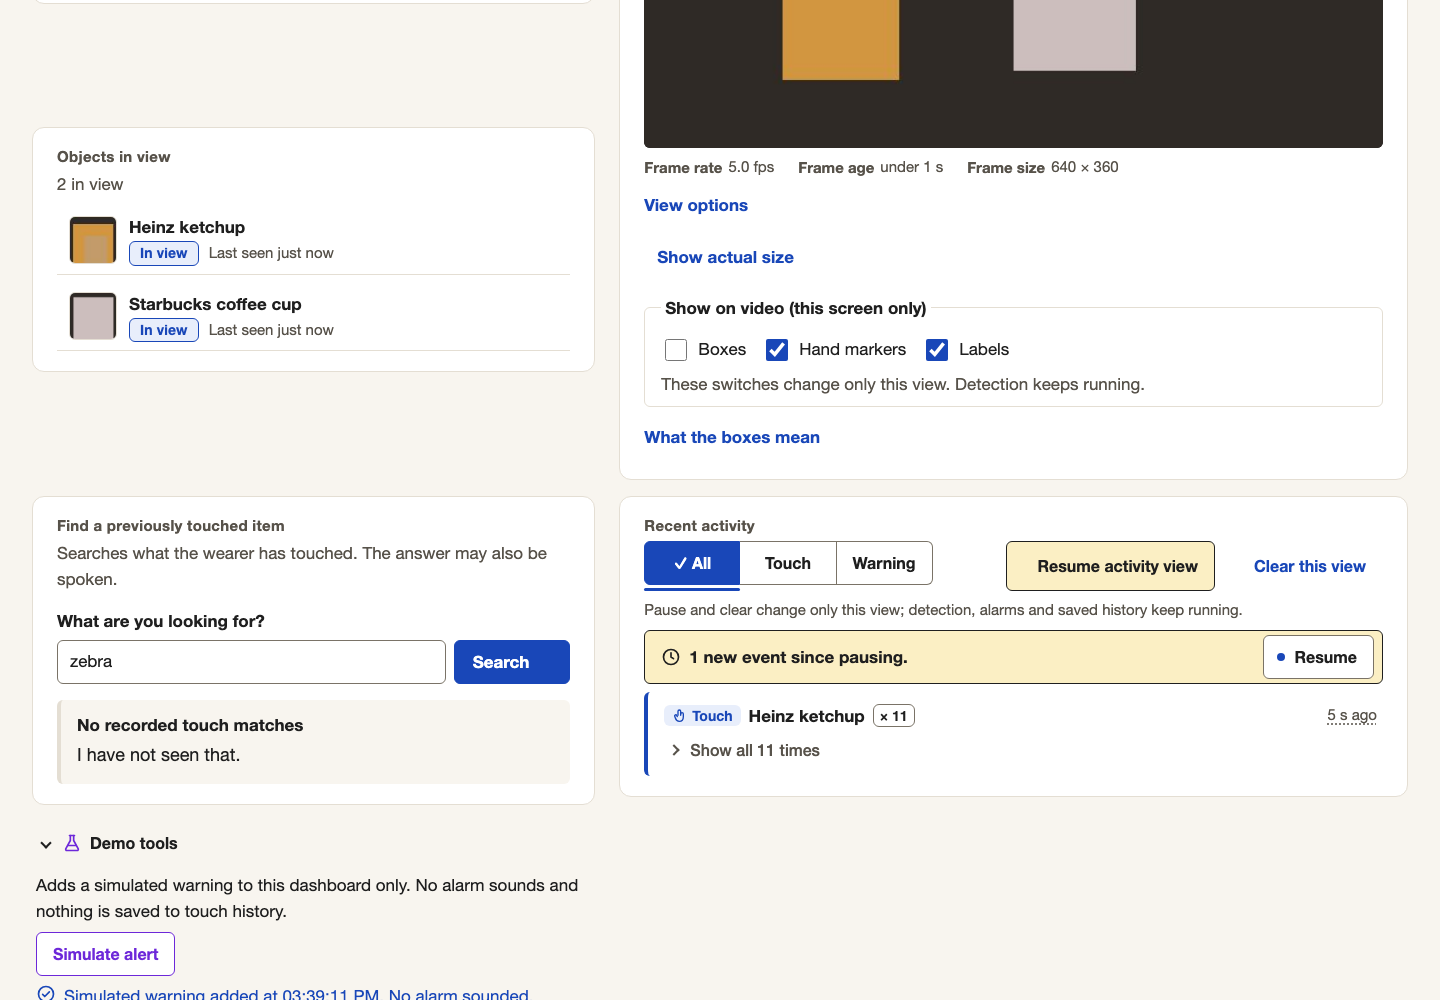 Objects in view
2 in view
Heinz ketchup
In view Last seen just now
Starbucks coffee cup
In view Last seen just now
Frame rate 5.0 fps Frame age under 1 s Frame size 640 × 360
View options
Show actual size
Show on video (this screen only)
Boxes Hand markers Labels
These switches change only this view. Detection keeps running.
What the boxes mean
Find a previously touched item
Searches what the wearer has touched. The answer may also be
spoken.
What are you looking for?
zebra Search
No recorded touch matches
I have not seen that.
Recent activity
All Touch Warning Resume activity view Clear this view
Pause and clear change only this view; detection, alarms and saved history keep running.
1 new event since pausing. Resume
Touch Heinz ketchup × 11 5 s ago
Show all 11 times
Demo tools
Adds a simulated warning to this dashboard only. No alarm sounds and
nothing is saved to touch history.
Simulate alert
Simulated warning added at 03:39:11 PM. No alarm sounded.